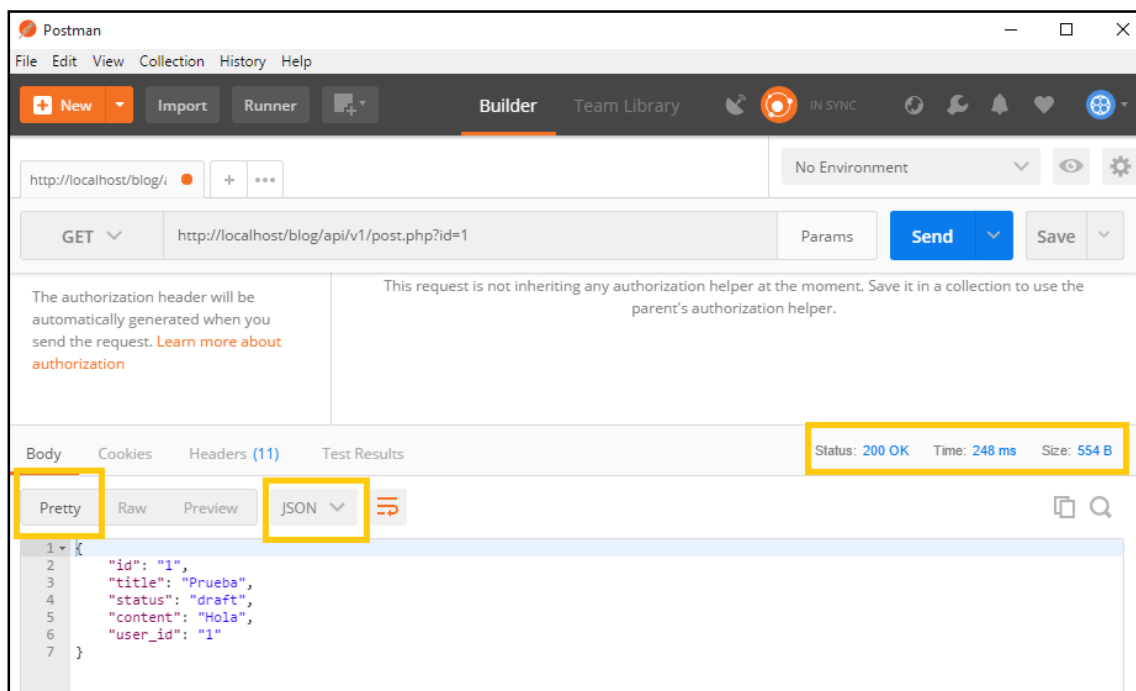 Postman
File Edit View Collection History Help
New Import Runner Builder Team Library IN SYNC
No Environment
http://localhost/blog/a
GET http://localhost/blog/api/v1/post.php?id=1 Params Send Save
The authorization header will be
automatically generated when you
send the request. Learn more about
authorization
This request is not inheriting any authorization helper at the moment. Save it in a collection to use the
parent's authorization helper.
Body Cookies Headers (11) Test Results Status: 200 OK Time: 248 ms Size: 554 B
Pretty Raw Preview JSON
1 {
2 "id": "1",
3 "title": "Prueba",
4 "status": "draft",
5 "content": "Hola",
6 "user_id": "1"
7 }